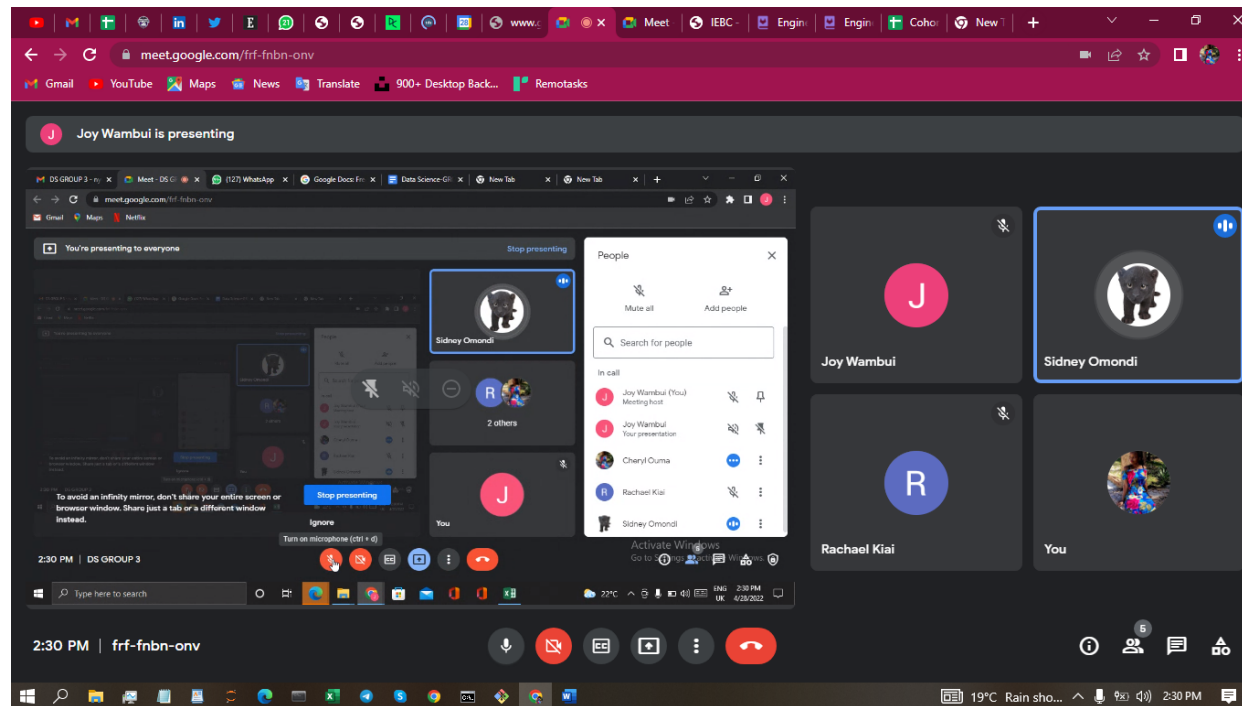 www.c
Meet
IEBC -
Engin
Engin
Cohor
New T
meet.google.com/frf-fnbn-onv
Gmail YouTube Maps News Translate 900+ Desktop Back... Remotasks
J Joy Wambui is presenting
DS GROUP 3 - Meet - DS G (127) WhatsApp Google Docs: Fre Data Science-Gli New Tab New Tab
meet.google.com/frf-fnbn-onv
Gmail Maps Netflix
You're presenting to everyone Stop presenting
Sidney Omondi
R
2 others
J
You
To avoid an infinity mirror, don't share your entire screen or
browser window. Share just a tab or a different window
instead.
Stop presenting
Ignore
Turn on microphone (ctrl + d)
2:30 PM | DS GROUP 3
People
Mute all Add people
Search for people
In call
J Joy Wambui (You)
Meeting host
J Joy Wambui
Your presentation
Cheryl Ouma
R Rachael Kiai
Sidney Omondi
Activate Windows
Type here to search
22°C ENG 2:30 PM
UK 4/28/2022
J
Joy Wambui
Sidney Omondi
R
Rachael Kiai
You
2:30 PM | frf-fnbn-onv
5
19°C Rain sho... 2:30 PM